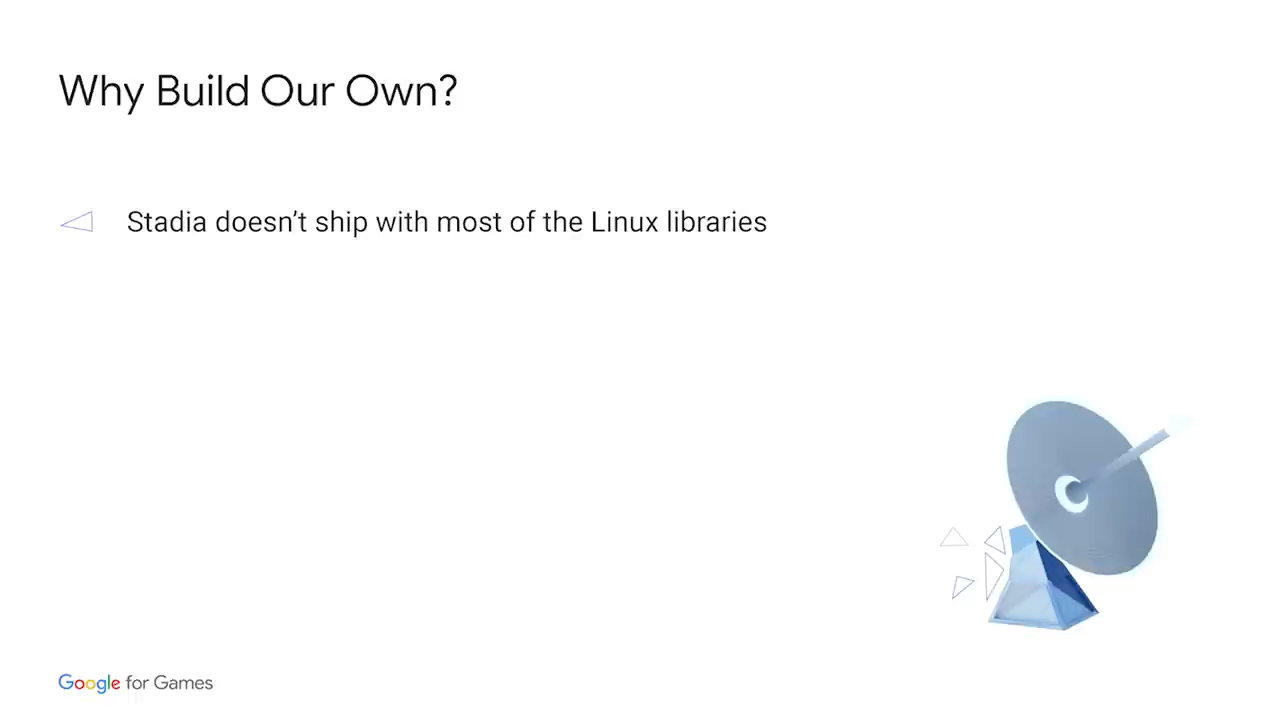 Why Build Our Own?
Stadia doesn’t ship with most of the Linux libraries
Google for Games